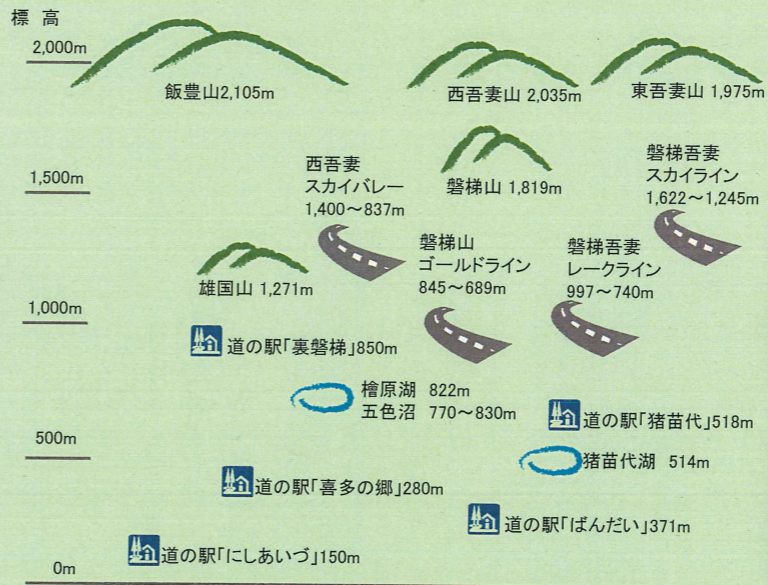 標 高
2,000m
飯豊山2,105m
西吾妻山 2,035m
東吾妻山 1,975m
1,500m
西吾妻
スカイバレー
1,400～837m
磐梯山 1,819m
磐梯吾妻
スカイライン
1,622～1,245m
雄国山 1,271m
磐梯山
ゴールドライン
845～689m
磐梯吾妻
レークライン
997～740m
1,000m
道の駅「裏磐梯」850m
檜原湖 822m
五色沼 770～830m
道の駅「猪苗代」518m
500m
猪苗代湖 514m
道の駅「喜多の郷」280m
道の駅「ばんだい」371m
道の駅「にしあいづ」150m
0m